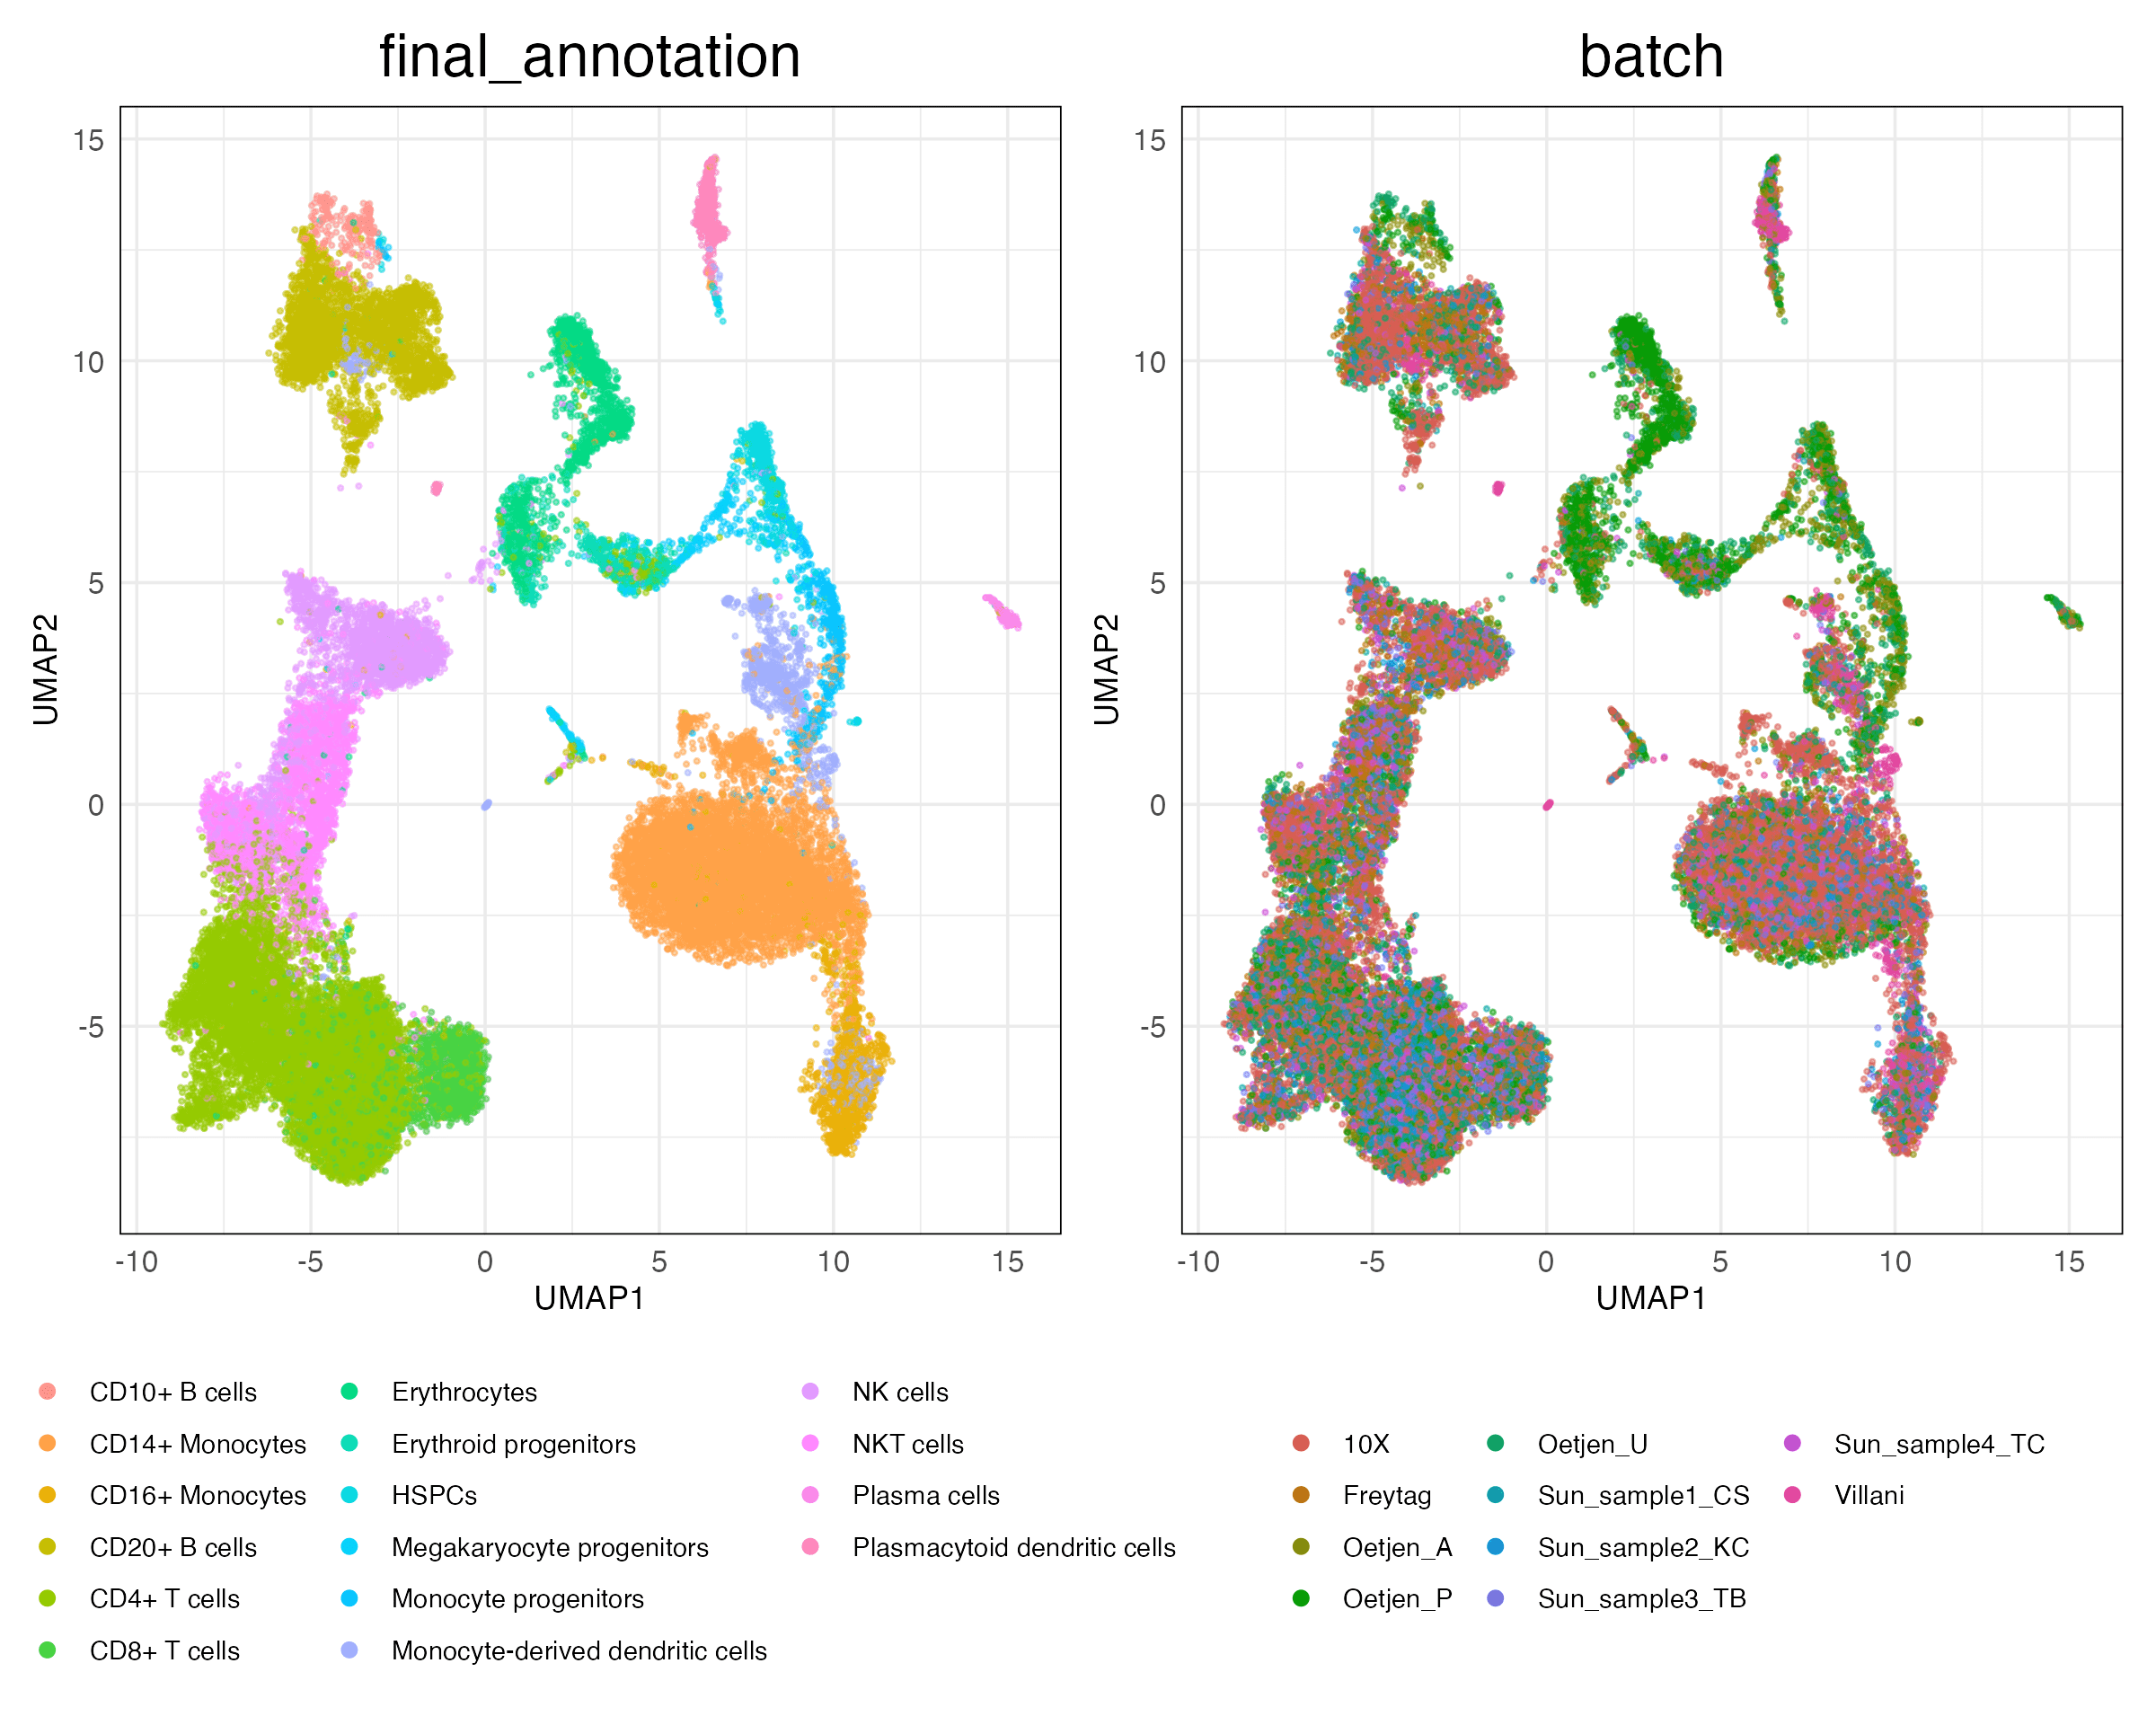 final_annotation
batch
15
10
5
0
-5
-10
-5
0
5
10
15
UMAP1
UMAP2
15
10
5
0
-5
-10
-5
0
5
10
15
UMAP1
UMAP2
CD10+ B cells
CD14+ Monocytes
CD16+ Monocytes
CD20+ B cells
CD4+ T cells
CD8+ T cells
Erythrocytes
Erythroid progenitors
HSPCs
Megakaryocyte progenitors
Monocyte progenitors
Monocyte-derived dendritic cells
NK cells
NKT cells
Plasma cells
Plasmacytoid dendritic cells
10X
Freytag
Oetjen_A
Oetjen_P
Oetjen_U
Sun_sample1_CS
Sun_sample2_KC
Sun_sample3_TB
Sun_sample4_TC
Villani